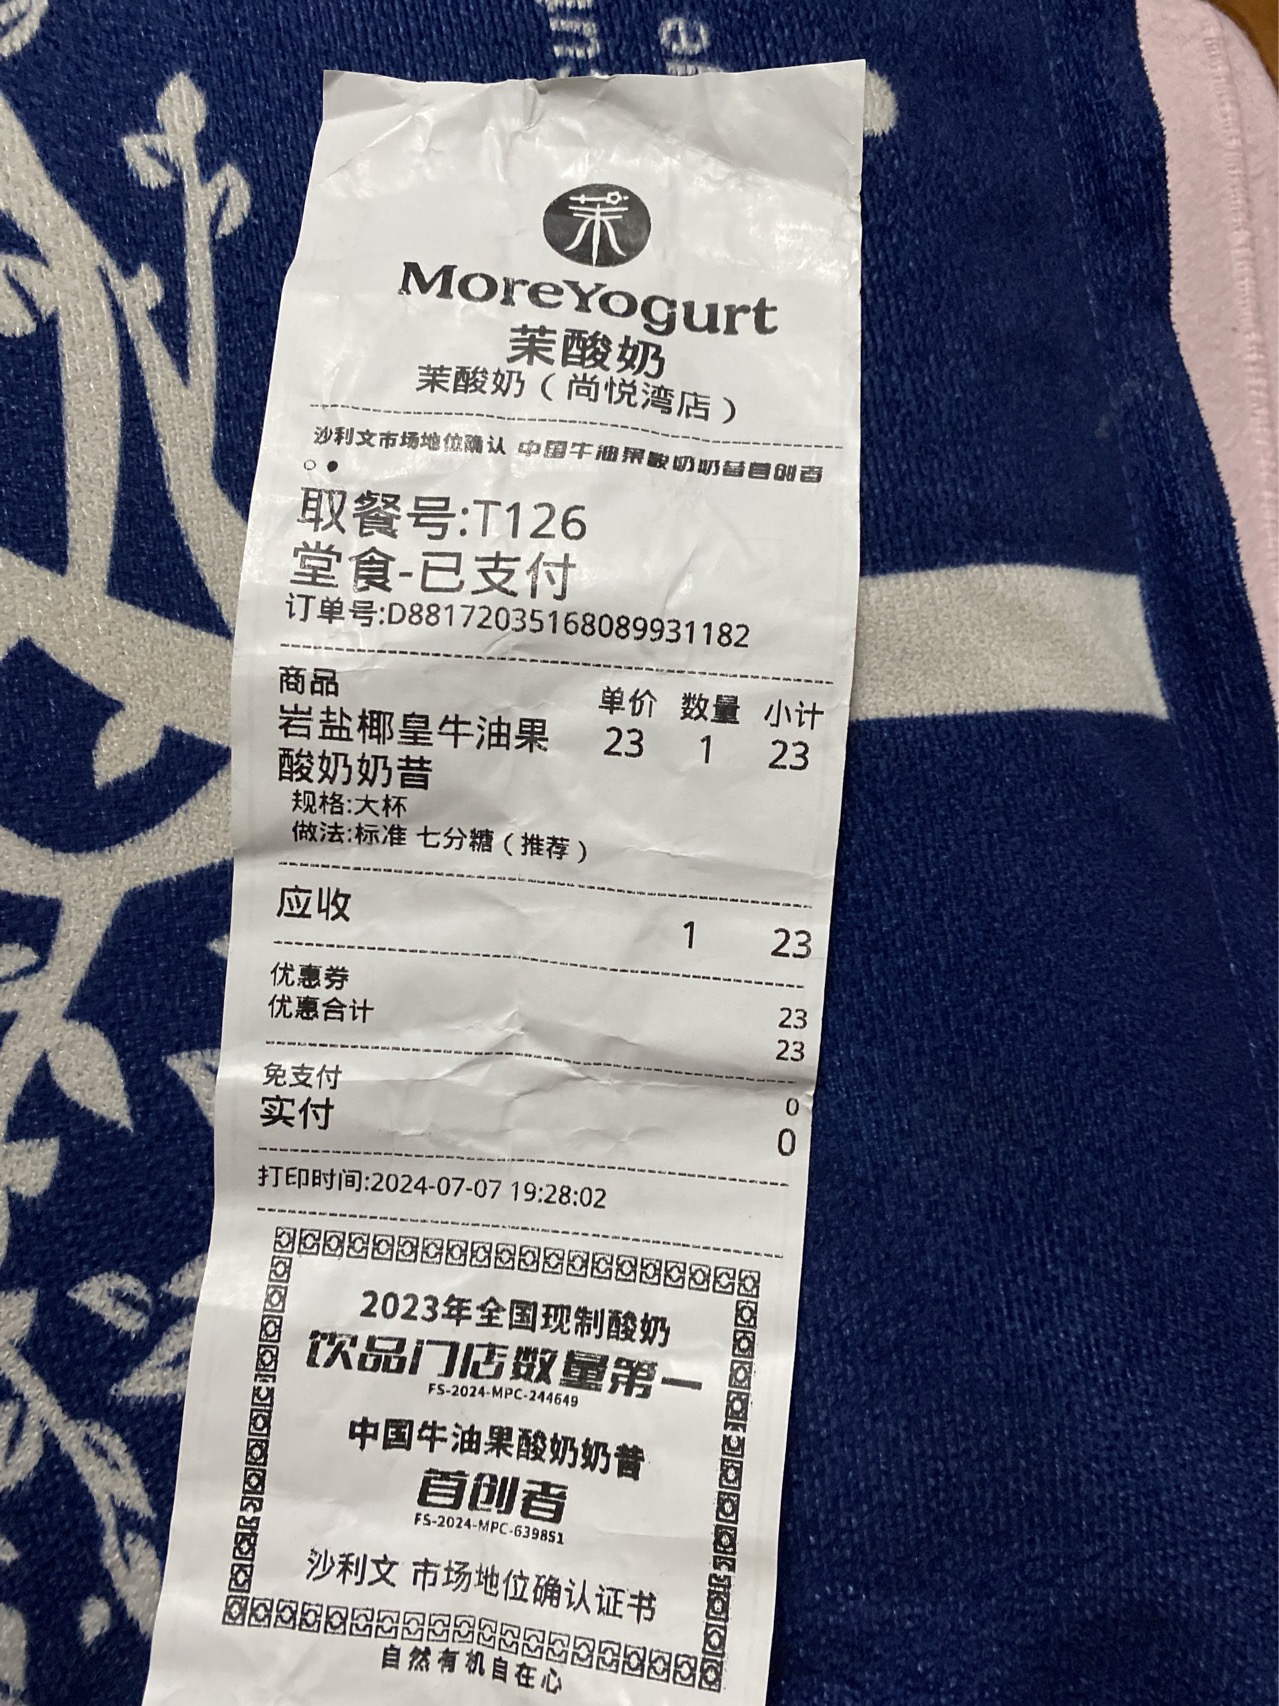 茉
MoreYogurt
茉酸奶
茉酸奶（尚悦湾店）
沙利文市场地位确认 中国牛油果酸奶奶昔首创者
取餐号:T126
堂食-已支付
订单号:D88172035168089931182
商品 单价 数量 小计
岩盐椰皇牛油果 23 1 23
酸奶奶昔
规格:大杯
做法:标准 七分糖（推荐）
应收 1 23
优惠券 23
优惠合计 23
免支付 0
实付 0
打印时间:2024-07-07 19:28:02
2023年全国现制酸奶
饮品门店数量第一
FS-2024-MPC-244649
中国牛油果酸奶奶昔
首创者
FS-2024-MPC-639851
沙利文 市场地位确认证书
自然有机自在心